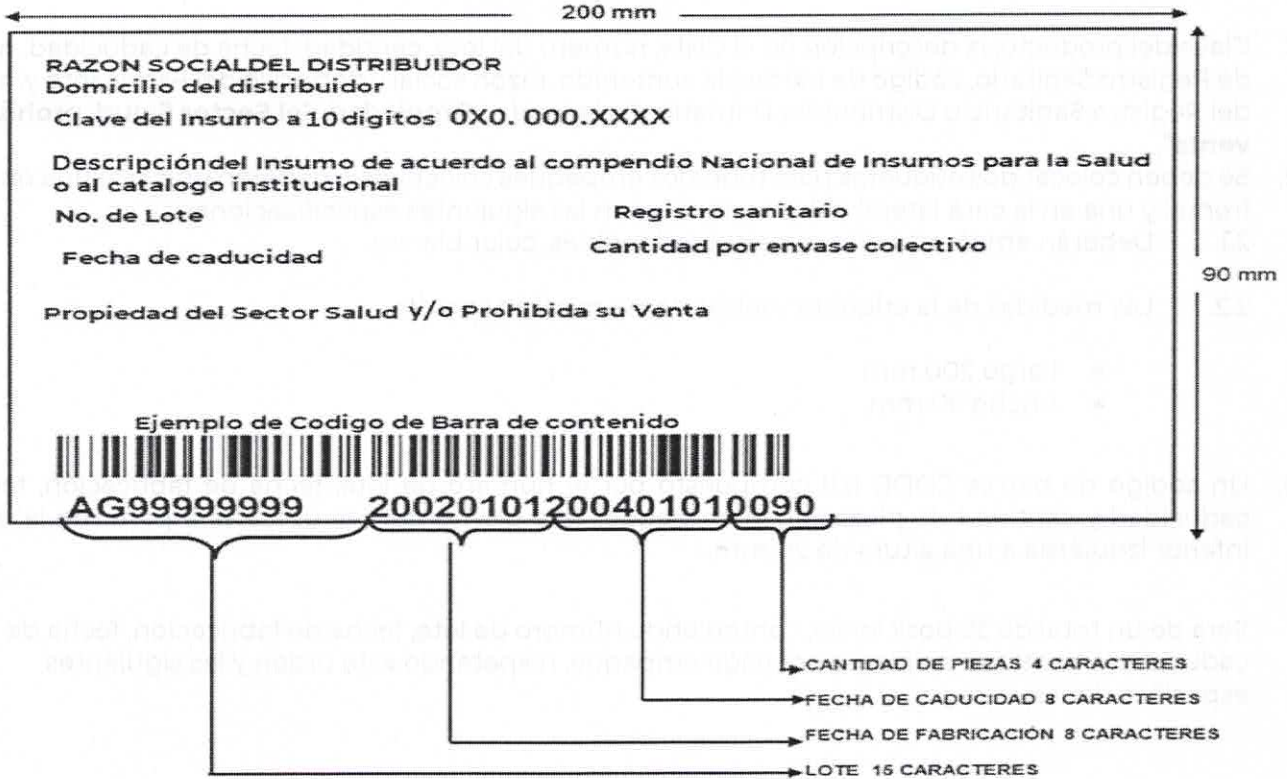 200 mm
RAZON SOCIALDEL DISTRIBUIDOR
Domicilio del distribuidor
Clave del Insumo a 10 digitos 0X0. 000.XXXX
Descripcióndel Insumo de acuerdo al compendio Nacional de Insumos para la Salud
o al catalogo institucional
No. de Lote Registro sanitario
Fecha de caducidad Cantidad por envase colectivo
90 mm
Propiedad del Sector Salud y/o Prohibida su Venta
Ejemplo de Codigo de Barra de contenido
AG99999999 20020101200401010090
CANTIDAD DE PIEZAS 4 CARACTERES
FECHA DE CADUCIDAD 8 CARACTERES
FECHA DE FABRICACIÓN 8 CARACTERES
LOTE 15 CARACTERES